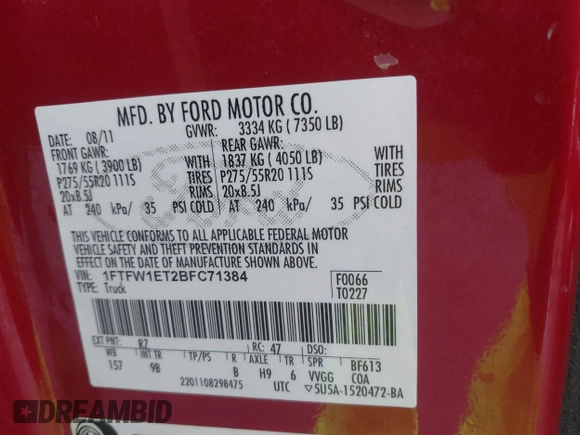 MFD. BY FORD MOTOR CO.
DATE: 08/11 GVWR: 3334 KG ( 7350 LB)
FRONT GAWR: REAR GAWR:
1769 KG ( 3900 LB) WITH 1837 KG ( 4050 LB) WITH
P275/55R20 111S TIRES P275/55R20 111S TIRES
20x8.5J RIMS 20x8.5J RIMS
AT 240 kPa/ 35 PSI COLD AT 240 kPa/ 35 PSI COLD
THIS VEHICLE CONFORMS TO ALL APPLICABLE FEDERAL MOTOR
VEHICLE SAFETY AND THEFT PREVENTION STANDARDS IN
EFFECT ON THE DATE OF MANUFACTURE SHOWN ABOVE.
VIN: 1FTFW1ET2BFC71384
TYPE: Truck
F0066
T0227
EXT PNT: R7 RC: 47 DSO:
WB INT TR TP/PS R AXLE TR SPR BF613
157 9B B H9 6 VVGG COA
2201108298475 UTC ▽5U5A-1520472-BA
DREAMBID